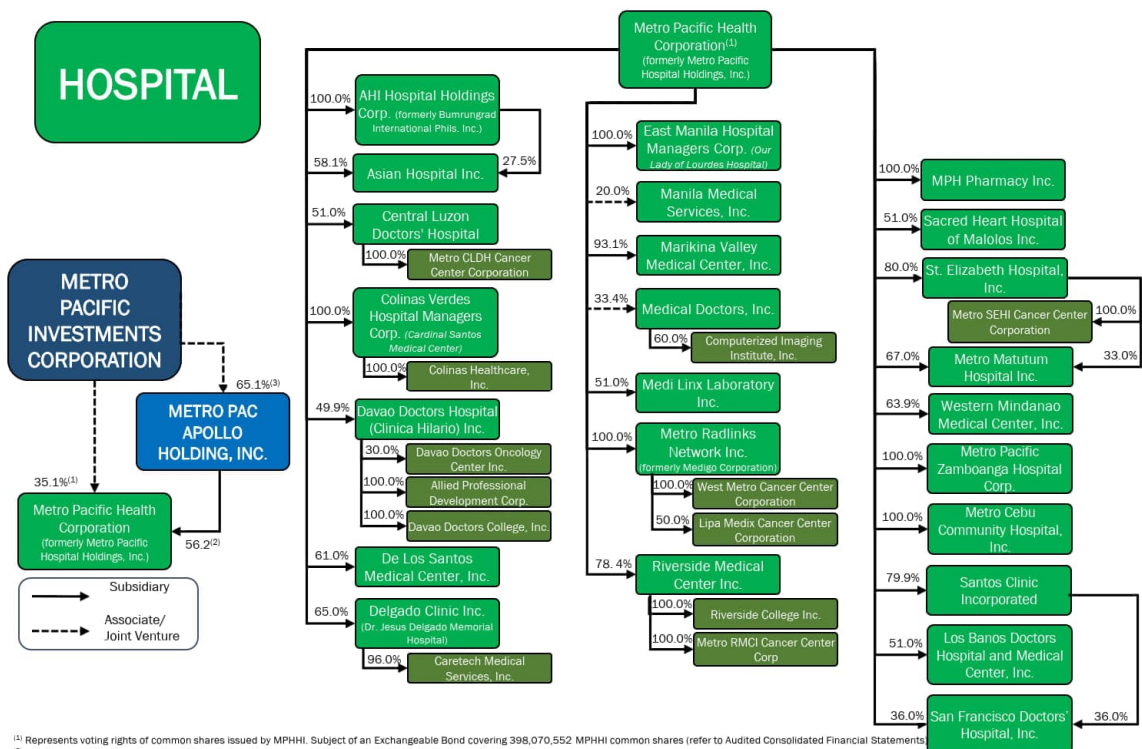 HOSPITAL
Metro Pacific Health
Corporation(1)
(formerly Metro Pacific
Hospital Holdings, Inc.)
100.0%
AHI Hospital Holdings
Corp. (formerly Bumrungrad
International Phils. Inc.)
58.1%
Asian Hospital Inc.
27.5%
51.0%
Central Luzon
Doctors' Hospital
100.0%
Metro CLDH Cancer
Center Corporation
100.0%
Colinas Verdes
Hospital Managers
Corp. (Cardinal Santos
Medical Center)
100.0%
Colinas Healthcare,
Inc.
49.9%
Davao Doctors Hospital
(Clinica Hilario) Inc.
30.0%
Davao Doctors Oncology
Center Inc.
100.0%
Allied Professional
Development Corp.
100.0%
Davao Doctors College, Inc.
61.0%
De Los Santos
Medical Center, Inc.
65.0%
Delgado Clinic Inc.
(Dr. Jesus Delgado Memorial
Hospital)
96.0%
Caretech Medical
Services, Inc.
100.0%
East Manila Hospital
Managers Corp. (Our
Lady of Lourdes Hospital)
20.0%
Manila Medical
Services, Inc.
93.1%
Marikina Valley
Medical Center, Inc.
33.4%
Medical Doctors, Inc.
60.0%
Computerized Imaging
Institute, Inc.
51.0%
Medi Linx Laboratory
Inc.
100.0%
Metro Radlinks
Network Inc.
(formerly Medigo Corporation)
100.0%
West Metro Cancer Center
Corporation
50.0%
Lipa Medix Cancer Center
Corporation
78. 4%
Riverside Medical
Center Inc.
100.0%
Riverside College Inc.
100.0%
Metro RMCI Cancer Center
Corp
100.0%
MPH Pharmacy Inc.
51.0%
Sacred Heart Hospital
of Malolos Inc.
80.0%
St. Elizabeth Hospital,
Inc.
100.0%
Metro SEHI Cancer Center
Corporation
67.0%
Metro Matutum
Hospital Inc.
33.0%
63.9%
Western Mindanao
Medical Center, Inc.
100.0%
Metro Pacific
Zamboanga Hospital
Corp.
100.0%
Metro Cebu
Community Hospital,
Inc.
79.9%
Santos Clinic
Incorporated
51.0%
Los Banos Doctors
Hospital and Medical
Center, Inc.
36.0%
San Francisco Doctors'
Hospital, Inc.
36.0%
METRO
PACIFIC
INVESTMENTS
CORPORATION
65.1%(3)
METRO PAC
APOLLO
HOLDING, INC.
35.1%(1)
Metro Pacific Health
Corporation
(formerly Metro Pacific
Hospital Holdings, Inc.)
56.2(2)
Subsidiary
Associate/
Joint Venture
(1) Represents voting rights of common shares issued by MPHHI. Subject of an Exchangeable Bond covering 398,070,552 MPHHI common shares (refer to Audited Consolidated Financial Statements